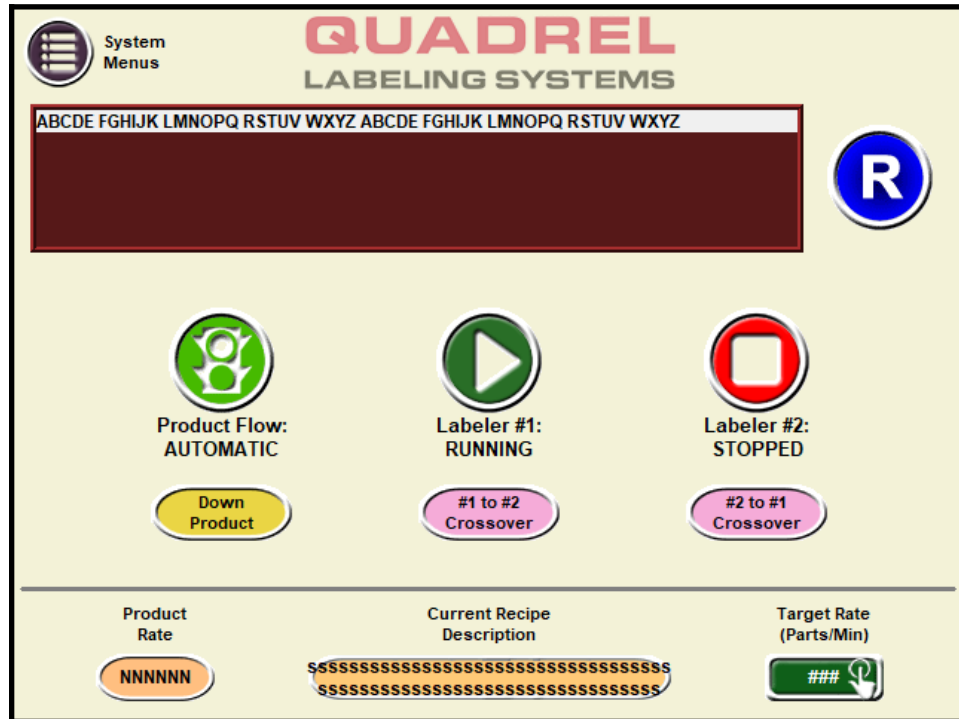 System
Menus
QUADREL
LABELING SYSTEMS
ABCDE FGHIJK LMNOPQ RSTUV WXYZ ABCDE FGHIJK LMNOPQ RSTUV WXYZ
R
Product Flow:
AUTOMATIC
Labeler #1:
RUNNING
Labeler #2:
STOPPED
Down
Product
#1 to #2
Crossover
#2 to #1
Crossover
Product
Rate
Current Recipe
Description
Target Rate
(Parts/Min)
NNNNNN
sssssssssssssssssssssssssssssssssss
sssssssssssssssssssssssssssssssss
###